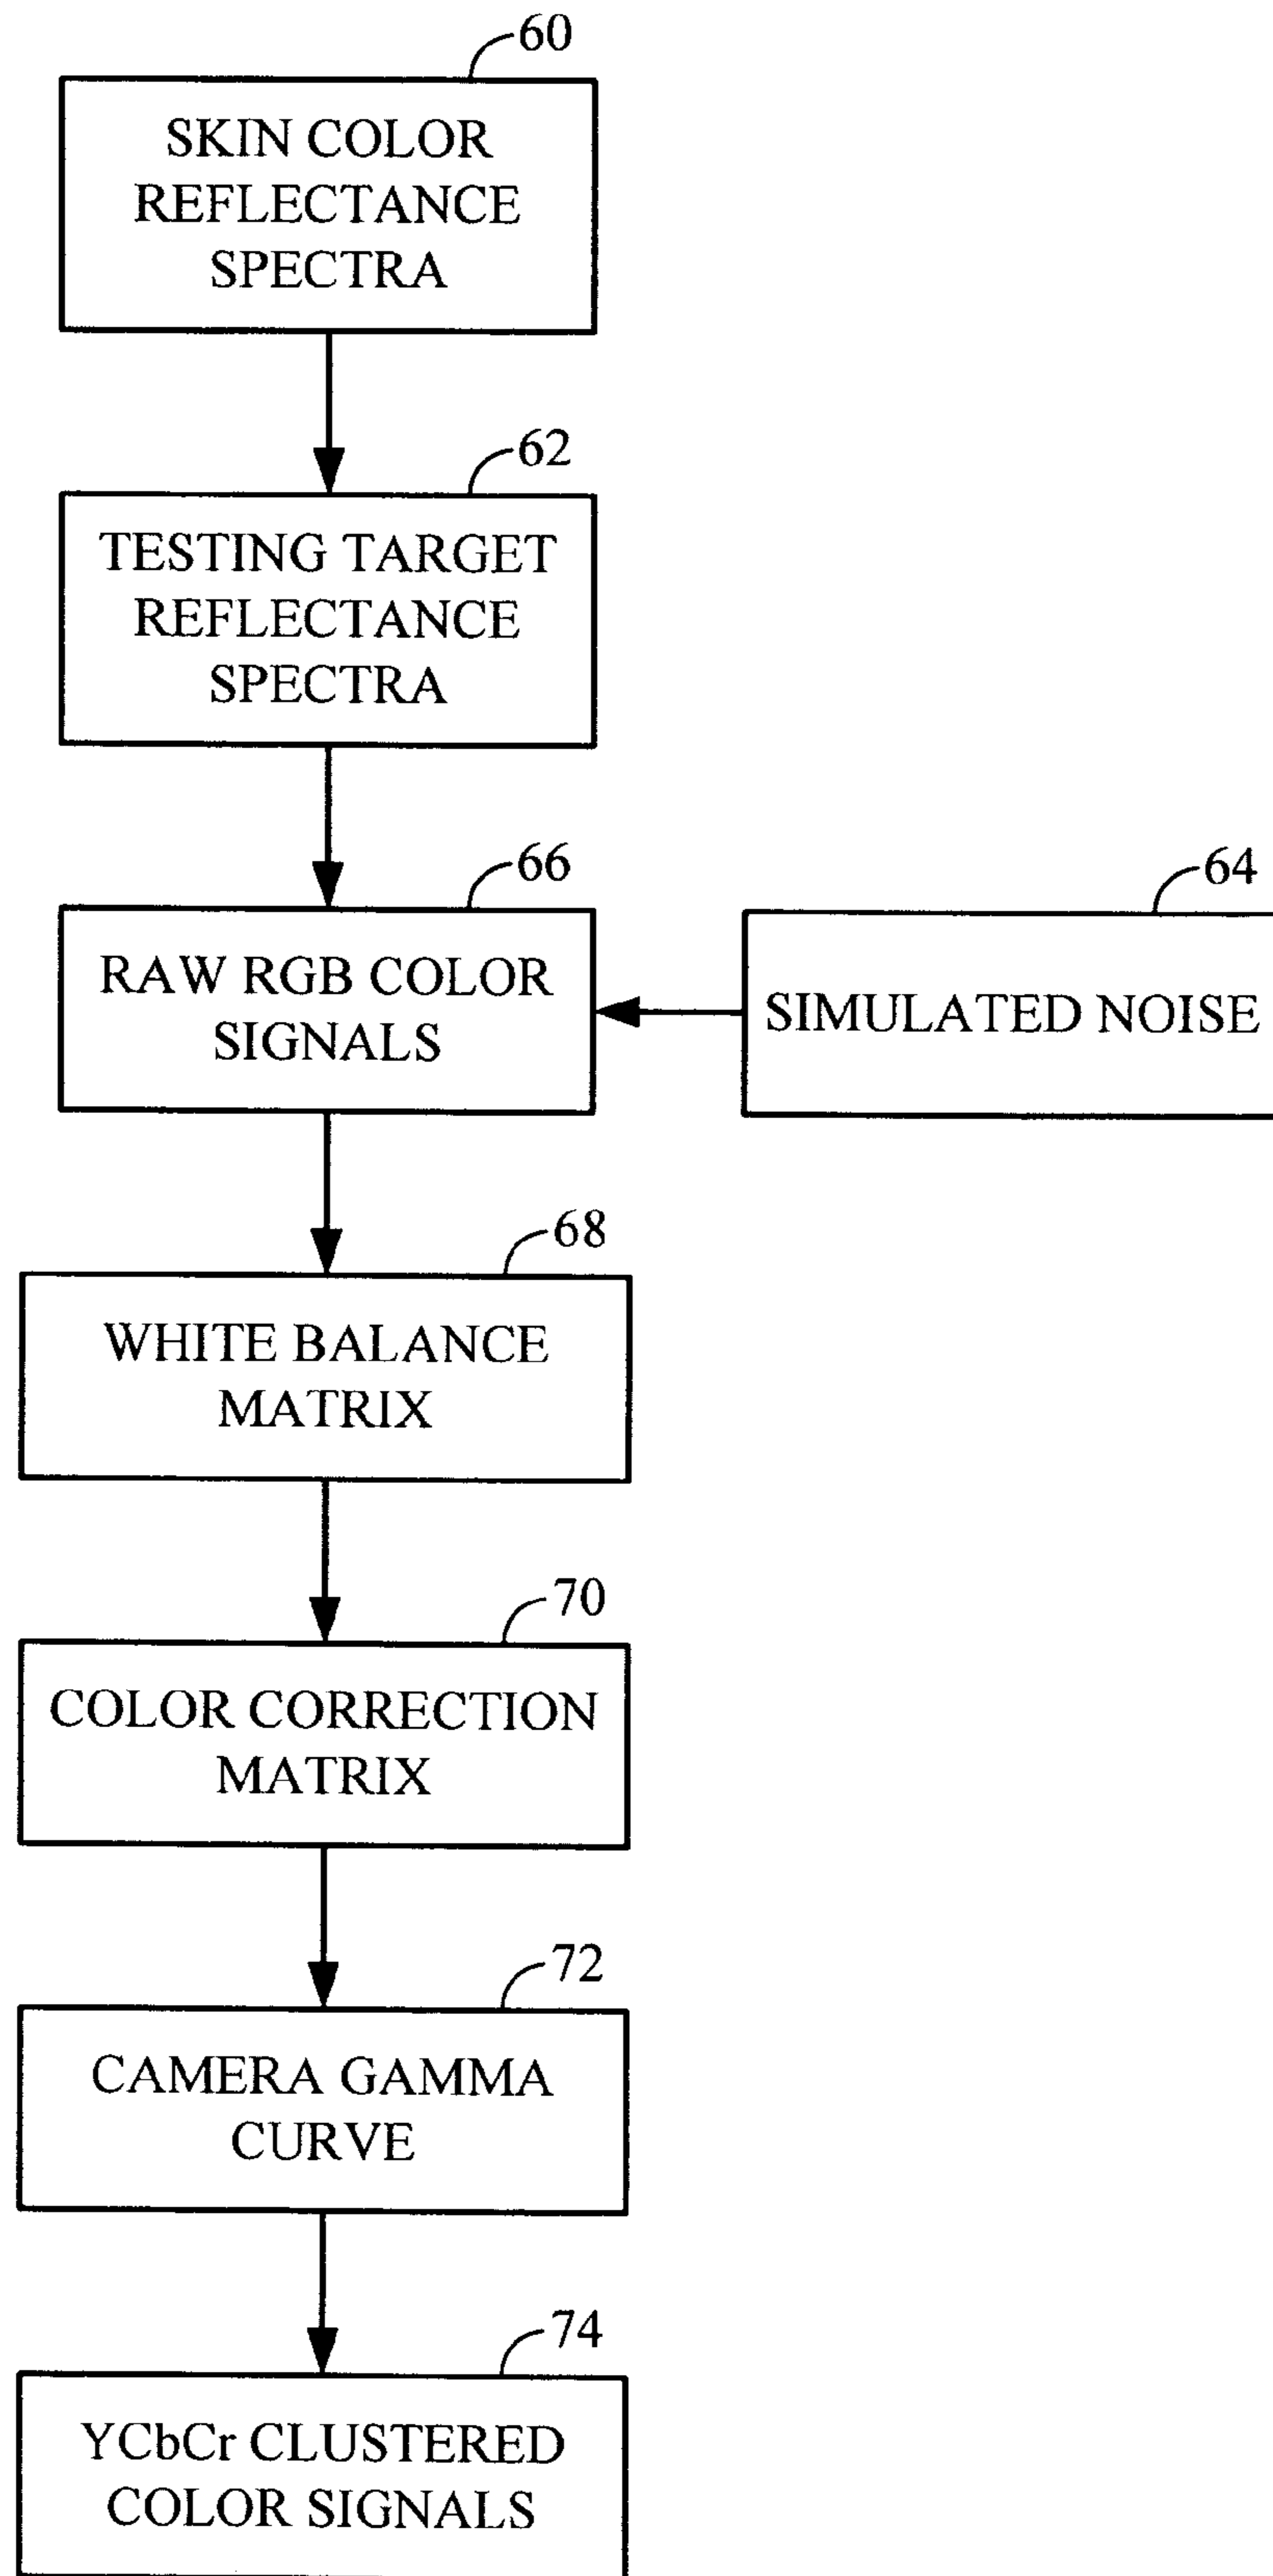 60
SKIN COLOR
REFLECTANCE
SPECTRA
62
TESTING TARGET
REFLECTANCE
SPECTRA
66
RAW RGB COLOR
SIGNALS
64
SIMULATED NOISE
68
WHITE BALANCE
MATRIX
70
COLOR CORRECTION
MATRIX
72
CAMERA GAMMA
CURVE
74
YCbCr CLUSTERED
COLOR SIGNALS